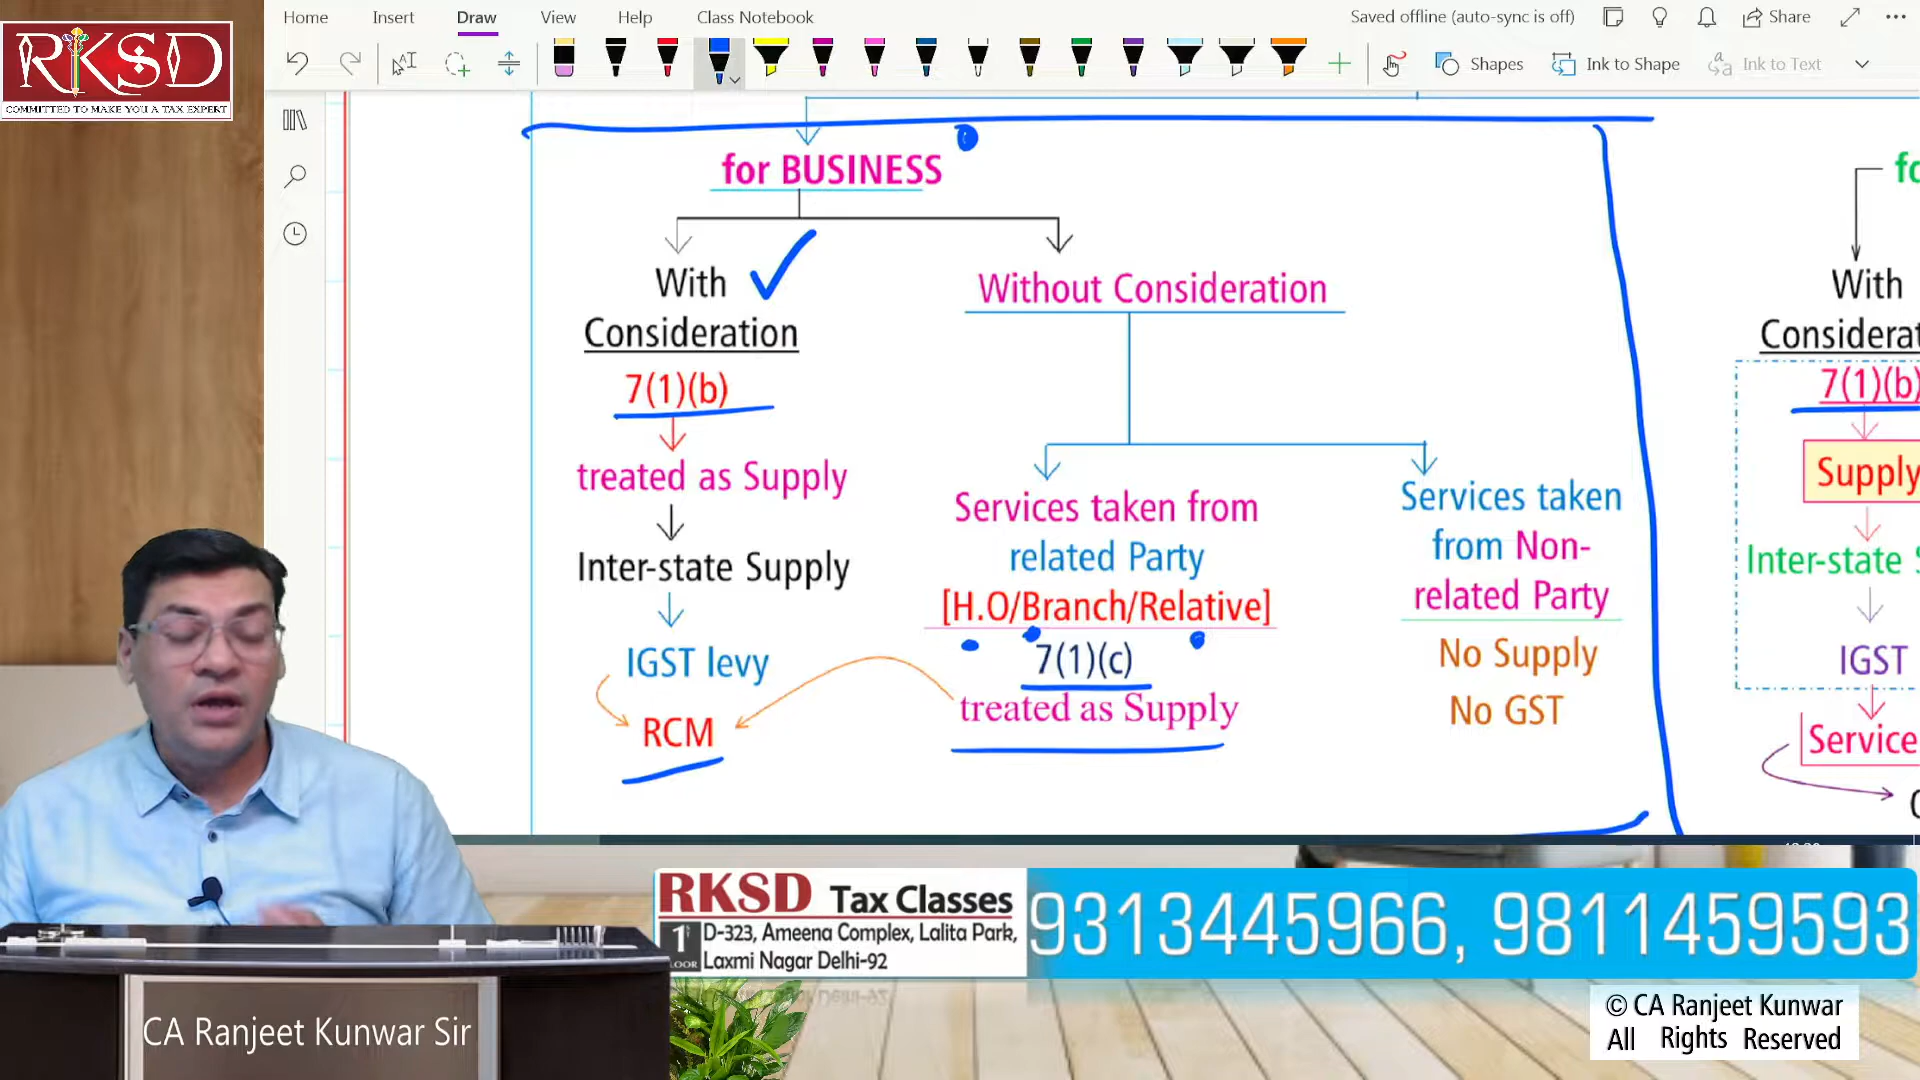 RKSD
COMMITTED TO MAKE YOU A TAX EXPERT
Home Insert Draw View Help Class Notebook
Saved offline (auto-sync is off) Share
Shapes Ink to Shape Ink to Text
for BUSINESS
With
Consideration
7(1)(b)
treated as Supply
Inter-state Supply
IGST levy
RCM
Without Consideration
Services taken from
related Party
[H.O/Branch/Relative]
7(1)(c)
treated as Supply
Services taken
from Non-
related Party
No Supply
No GST
With
7(1)(b)
Supply
Inter-state
IGST
Service
RKSD Tax Classes
D-323, Ameena Complex, Lalita Park,
Laxmi Nagar Delhi-92
9313445966, 9811459593
CA Ranjeet Kunwar Sir
© CA Ranjeet Kunwar
All Rights Reserved